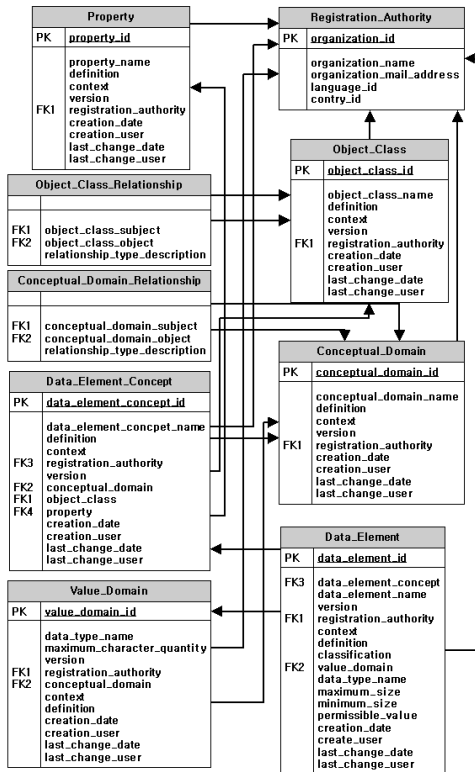 Property
PK property_id
property_name
definition
context
version
FK1 registration_authority
creation_date
creation_user
last_change_date
last_change_user
Registration_Authority
PK organization_id
organization_name
organization_mail_address
language_id
contry_id
Object_Class
PK object_class_id
object_class_name
definition
context
version
FK1 registration_authority
creation_date
creation_user
last_change_date
last_change_user
Object_Class_Relationship
FK1 object_class_subject
FK2 object_class_object
relationship_type_description
Conceptual_Domain_Relationship
FK1 conceptual_domain_subject
FK2 conceptual_domain_object
relationship_type_description
Conceptual_Domain
PK conceptual_domain_id
conceptual_domain_name
definition
context
version
FK1 registration_authority
creation_date
creation_user
last_change_date
last_change_user
Data_Element_Concept
PK data_element_concept_id
data_element_concpet_name
definition
context
FK3 registration_authority
version
FK2 conceptual_domain
FK1 object_class
FK4 property
creation_date
creation_user
last_change_date
last_change_user
Data_Element
PK data_element_id
FK3 data_element_concept
data_element_name
version
FK1 registration_authority
context
definition
classification
FK2 value_domain
data_type_name
maximum_size
minimum_size
permissible_value
creation_date
create_user
last_change_date
last_change_user
Value_Domain
PK value_domain_id
data_type_name
maximum_character_quantity
version
FK1 registration_authority
FK2 conceptual_domain
context
definition
creation_date
creation_user
last_change_date
last_change_user